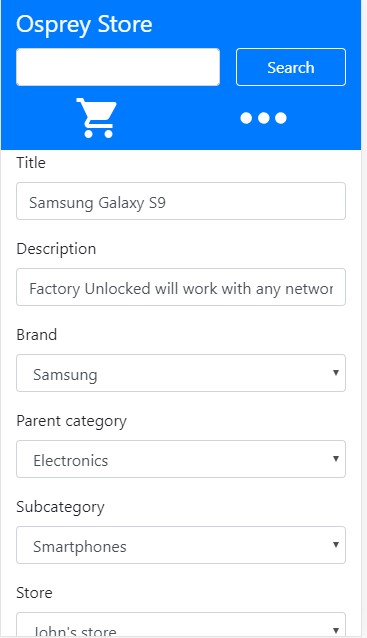 Osprey Store
Search
Title
Samsung Galaxy S9
Description
Factory Unlocked will work with any networ
Brand
Samsung
Parent category
Electronics
Subcategory
Smartphones
Store
John's store